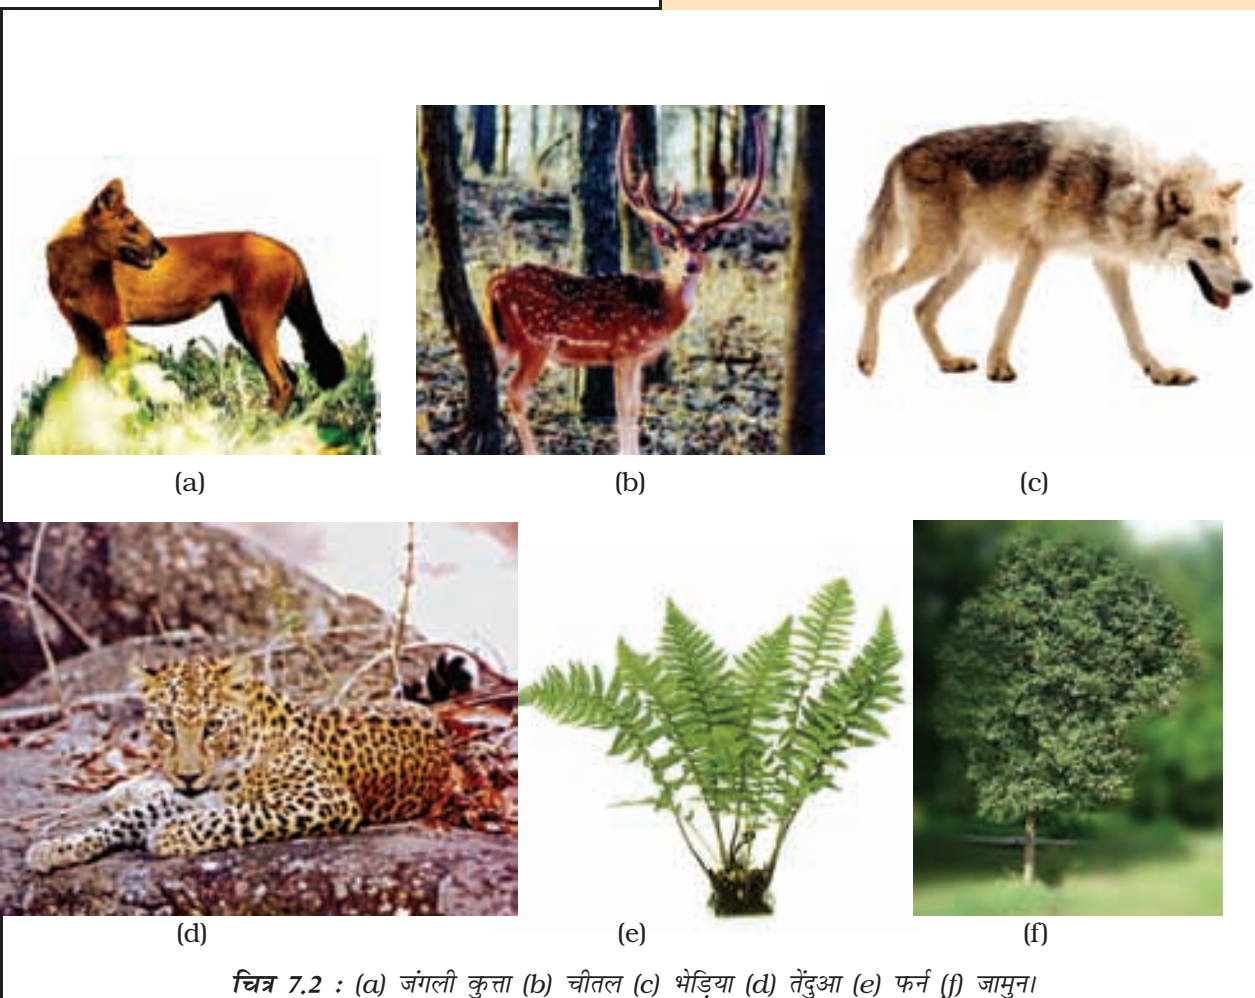 (a)
(b)
(c)
(d)
(e)
(f)
चित्र 7.2 : (a) जंगली कुत्ता (b) चीतल (c) भेड़िया (d) तेंदुआ (e) फर्न (f) जामुन।